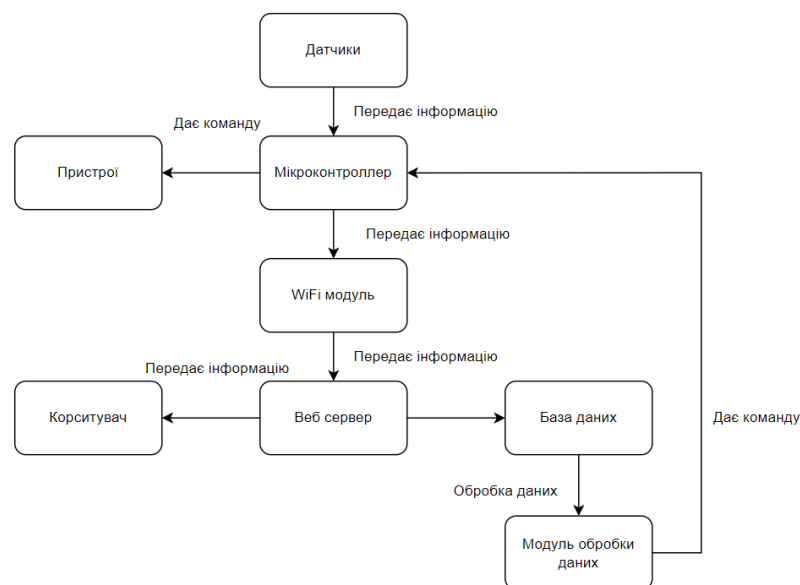 Датчики
Передає інформацію
Дає команду
Пристрої
Мікроконтроллер
Передає інформацію
WiFi модуль
Передає інформацію
Передає інформацію
Корситувач
Веб сервер
База даних
Дає команду
Обробка даних
Модуль обробки
даних